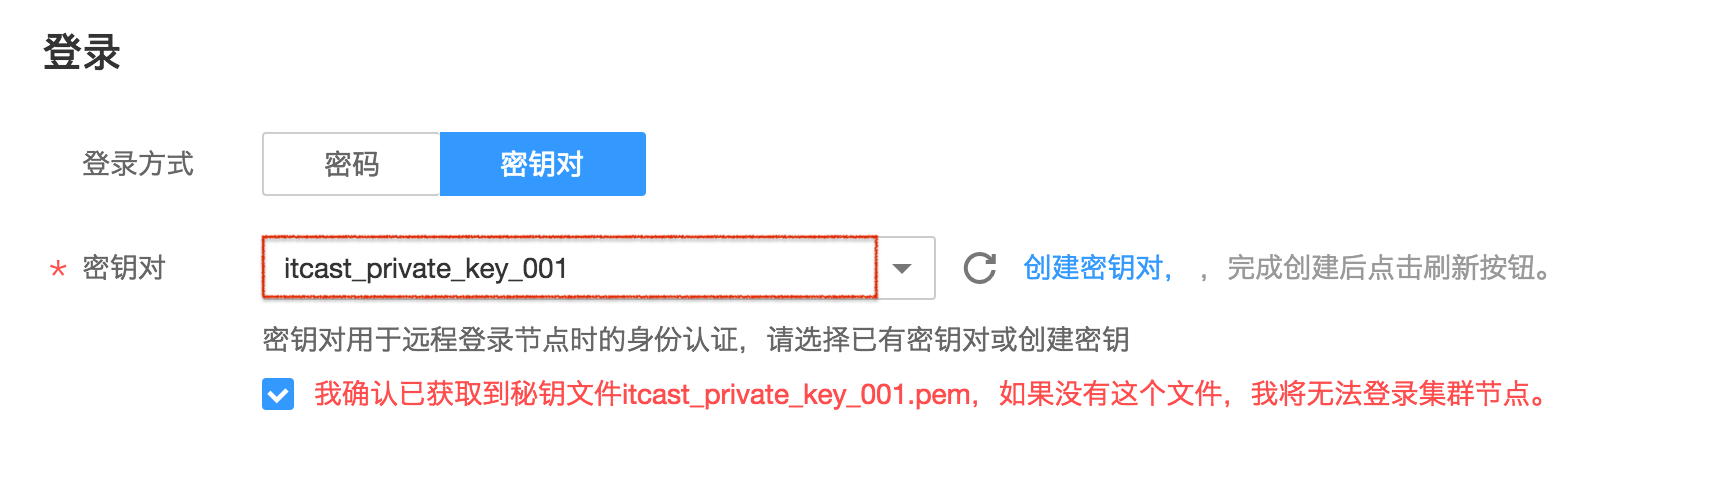 登录
登录方式 密码 密钥对
* 密钥对 itcast_private_key_001 创建密钥对， ，完成创建后点击刷新按钮。
密钥对用于远程登录节点时的身份认证，请选择已有密钥对或创建密钥
我确认已获取到秘钥文件itcast_private_key_001.pem，如果没有这个文件，我将无法登录集群节点。